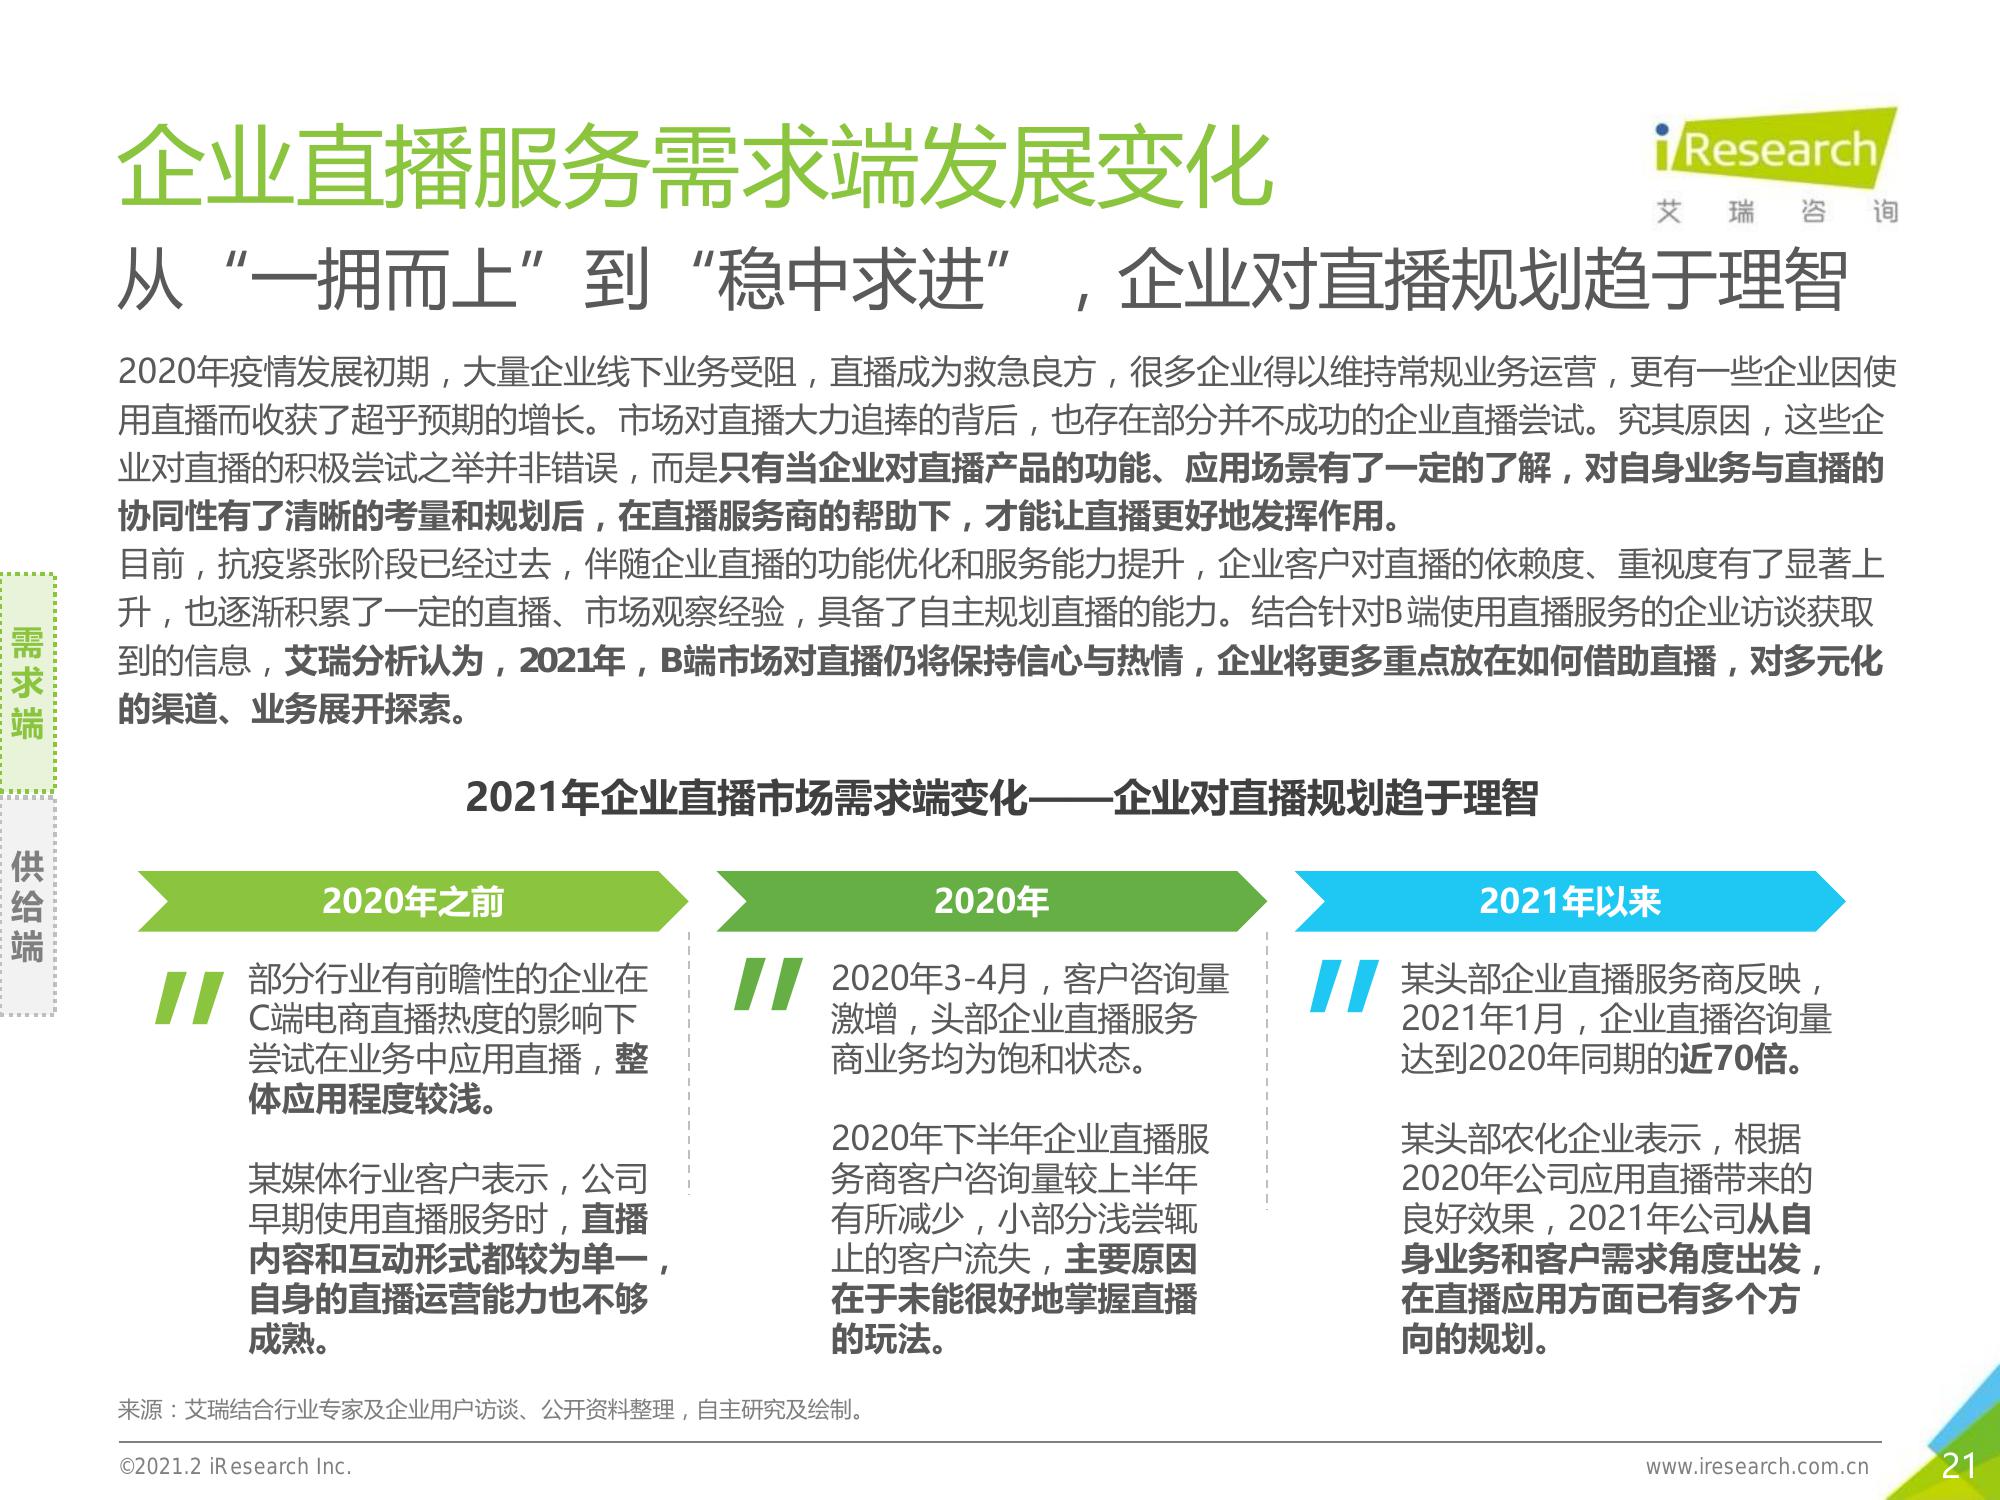 企业直播服务需求端发展变化
iResearch
艾瑞咨询
从“一拥而上”到“稳中求进”，企业对直播规划趋于理智
2020年疫情发展初期，大量企业线下业务受阻，直播成为救急良方，很多企业得以维持常规业务运营，更有一些企业因使
用直播而收获了超乎预期的增长。市场对直播大力追捧的背后，也存在部分并不成功的企业直播尝试。究其原因，这些企
业对直播的积极尝试之举并非错误，而是只有当企业对直播产品的功能、应用场景有了一定的了解，对自身业务与直播的
协同性有了清晰的考量和规划后，在直播服务商的帮助下，才能让直播更好地发挥作用。
目前，抗疫紧张阶段已经过去，伴随企业直播的功能优化和服务能力提升，企业客户对直播的依赖度、重视度有了显著上
升，也逐渐积累了一定的直播、市场观察经验，具备了自主规划直播的能力。结合针对B端使用直播服务的企业访谈获取
到的信息，艾瑞分析认为，2021年，B端市场对直播仍将保持信心与热情，企业将更多重点放在如何借助直播，对多元化
的渠道、业务展开探索。
需求端
供给端
2021年企业直播市场需求端变化——企业对直播规划趋于理智
2020年之前
部分行业有前瞻性的企业在
C端电商直播热度的影响下
尝试在业务中应用直播，整
体应用程度较浅。
某媒体行业客户表示，公司
早期使用直播服务时，直播
内容和互动形式都较为单一，
自身的直播运营能力也不够
成熟。
2020年
2020年3-4月，客户咨询量
激增，头部企业直播服务
商业务均为饱和状态。
2020年下半年企业直播服
务商客户咨询量较上半年
有所减少，小部分浅尝辄
止的客户流失，主要原因
在于未能很好地掌握直播
的玩法。
2021年以来
某头部企业直播服务商反映，
2021年1月，企业直播咨询量
达到2020年同期的近70倍。
某头部农化企业表示，根据
2020年公司应用直播带来的
良好效果，2021年公司从自
身业务和客户需求角度出发，
在直播应用方面已有多个方
向的规划。
来源：艾瑞结合行业专家及企业用户访谈、公开资料整理，自主研究及绘制。
©2021.2 iResearch Inc.
www.iresearch.com.cn
21